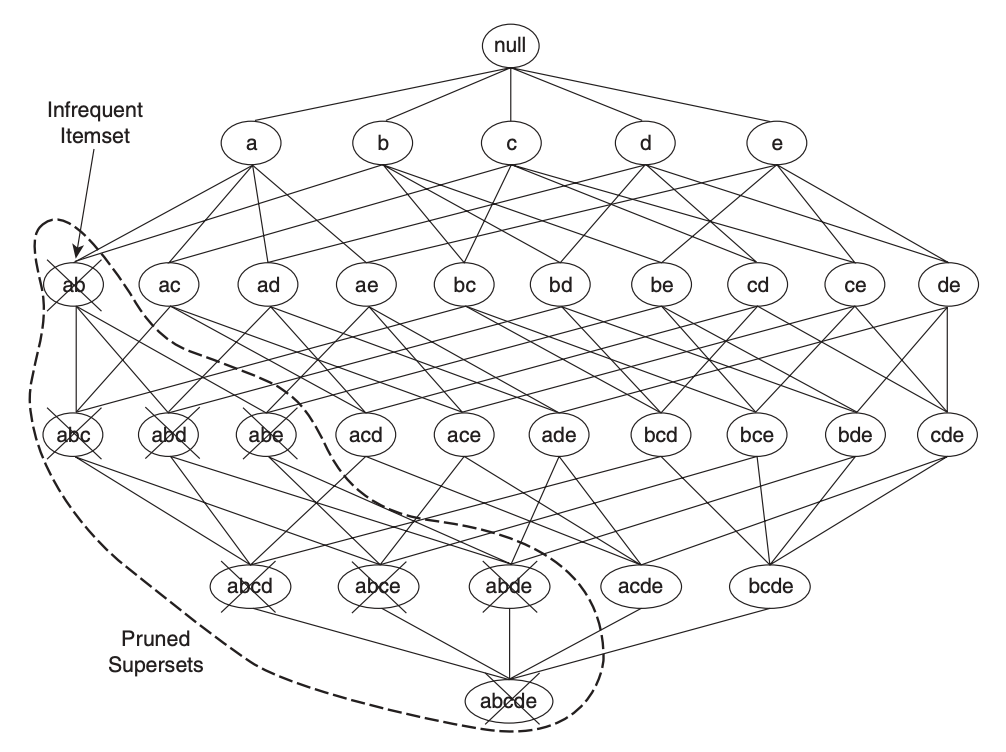 null
Infrequent
Itemset
a
b
c
d
e
ab
ac
ad
ae
bc
bd
be
cd
ce
de
abc
abd
abe
acd
ace
ade
bcd
bce
bde
cde
abcd
abce
abde
acde
bcde
Pruned
Supersets
abcde